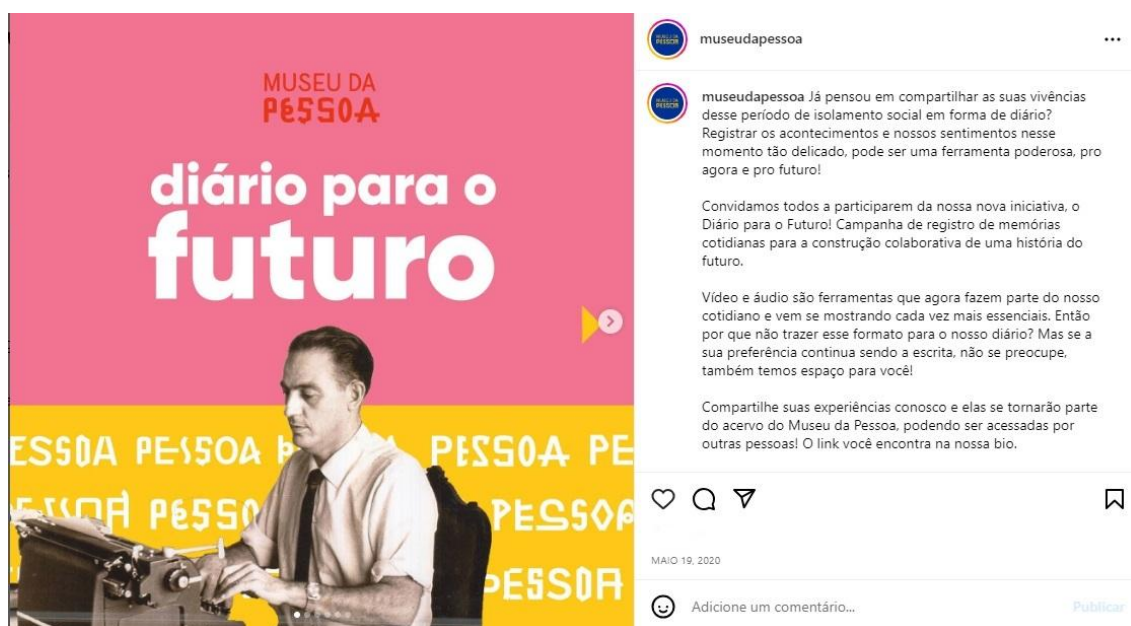 MUSEU DA
PESSOA
diário para o
futuro
ESSOA PESSOA P
PESSOA PE
PESSOA PESSO
PESSOA
PESSOA
museudapessoa
museudapessoa Já pensou em compartilhar as suas vivências
desse período de isolamento social em forma de diário?
Registrar os acontecimentos e nossos sentimentos nesse
momento tão delicado, pode ser uma ferramenta poderosa, pro
agora e pro futuro!
Convidamos todos a participarem da nossa nova iniciativa, o
Diário para o Futuro! Campanha de registro de memórias
cotidianas para a construção colaborativa de uma história do
futuro.
Vídeo e áudio são ferramentas que agora fazem parte do nosso
cotidiano e vem se mostrando cada vez mais essenciais. Então
por que não trazer esse formato para o nosso diário? Mas se a
sua preferência continua sendo a escrita, não se preocupe,
também temos espaço para você!
Compartilhe suas experiências conosco e elas se tornarão parte
do acervo do Museu da Pessoa, podendo ser acessadas por
outras pessoas! O link você encontra na nossa bio.
MAIO 19, 2020
Adicione um comentário...
Publicar